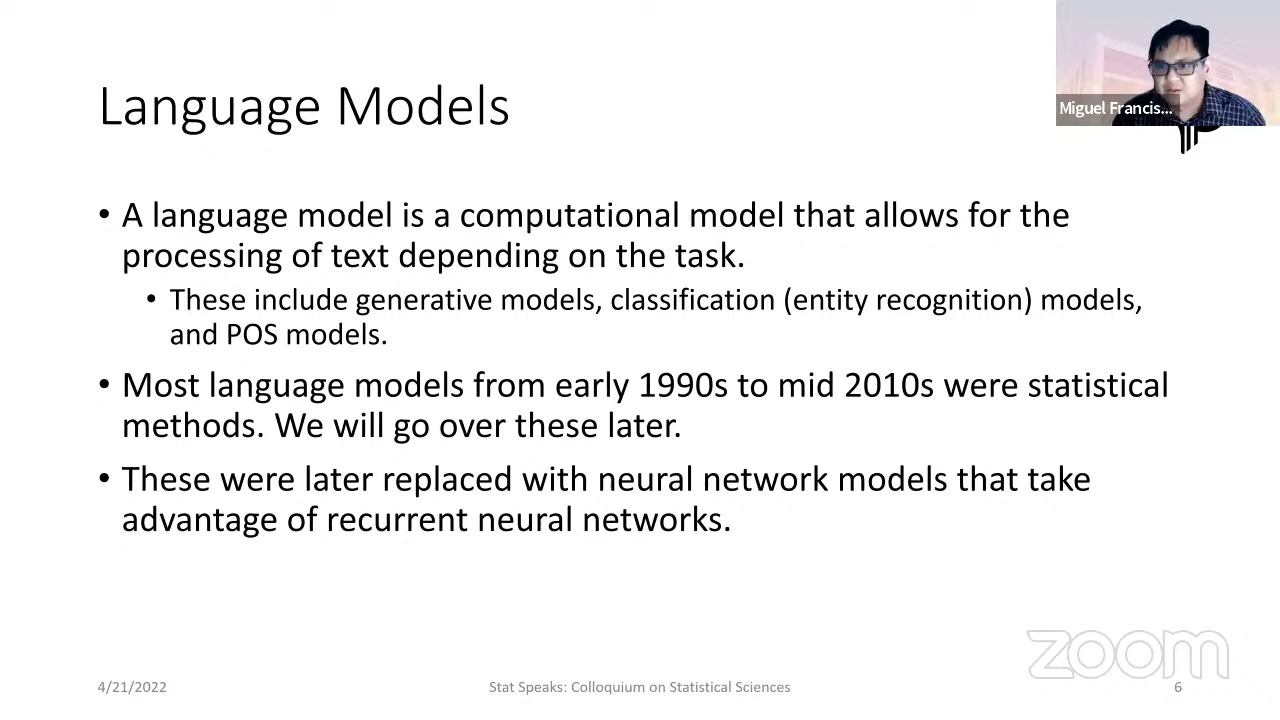 Language Models
Miguel Francis...
• A language model is a computational model that allows for the
processing of text depending on the task.
• These include generative models, classification (entity recognition) models,
and POS models.
• Most language models from early 1990s to mid 2010s were statistical
methods. We will go over these later.
• These were later replaced with neural network models that take
advantage of recurrent neural networks.
zoom
4/21/2022
Stat Speaks: Colloquium on Statistical Sciences
6